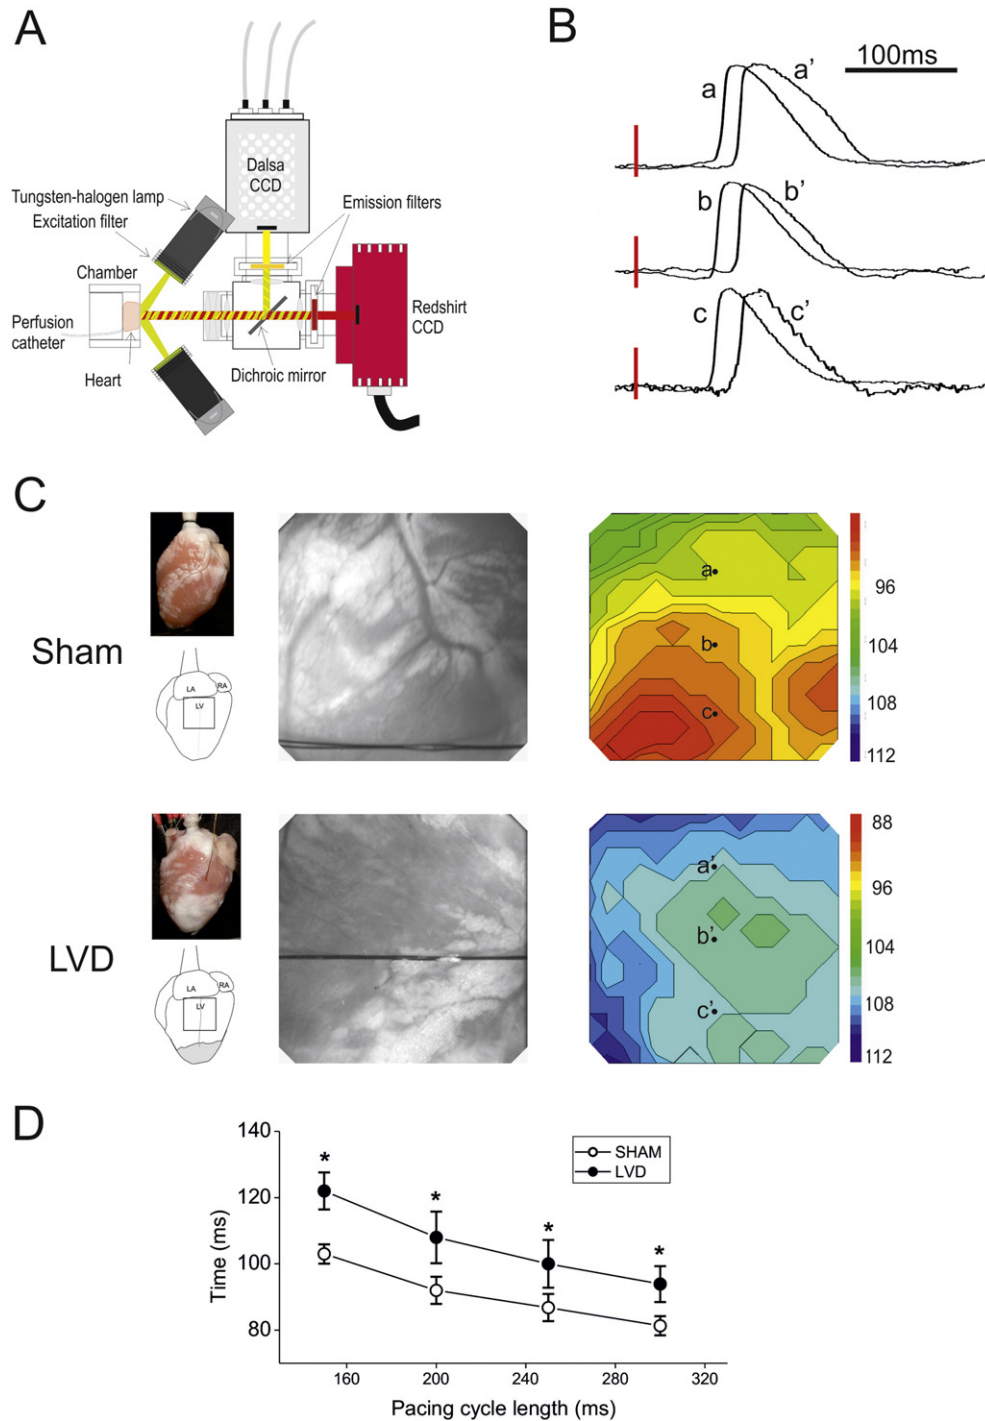 A
Dalsa
CCD
Tungsten-halogen lamp
Excitation filter
Emission filters
Chamber
Redshirt
CCD
Perfusion
catheter
Heart
Dichroic mirror
B
100ms
a
a’
b
b’
c
c’
C
Sham
LA
RA
LV
a
b
c
96
104
108
112
LVD
LA
RA
LV
a’
b’
c’
88
96
104
108
112
D
Time (ms)
140
120
100
80
* * * *
SHAM
LVD
160 200 240 280 320
Pacing cycle length (ms)